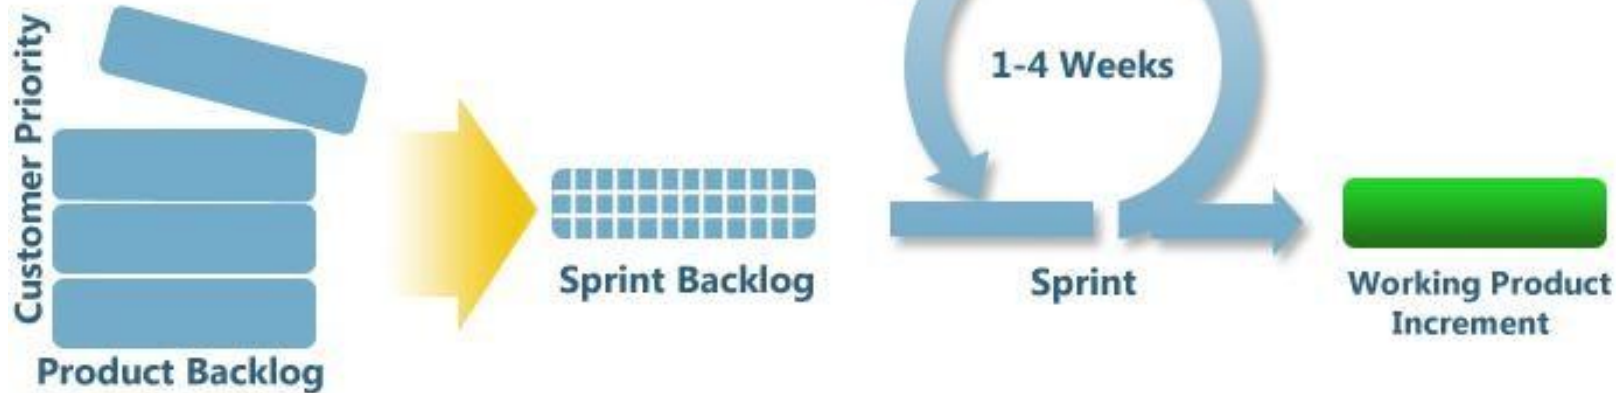 Customer Priority
Product Backlog
Sprint Backlog
1-4 Weeks
Sprint
Working Product
Increment